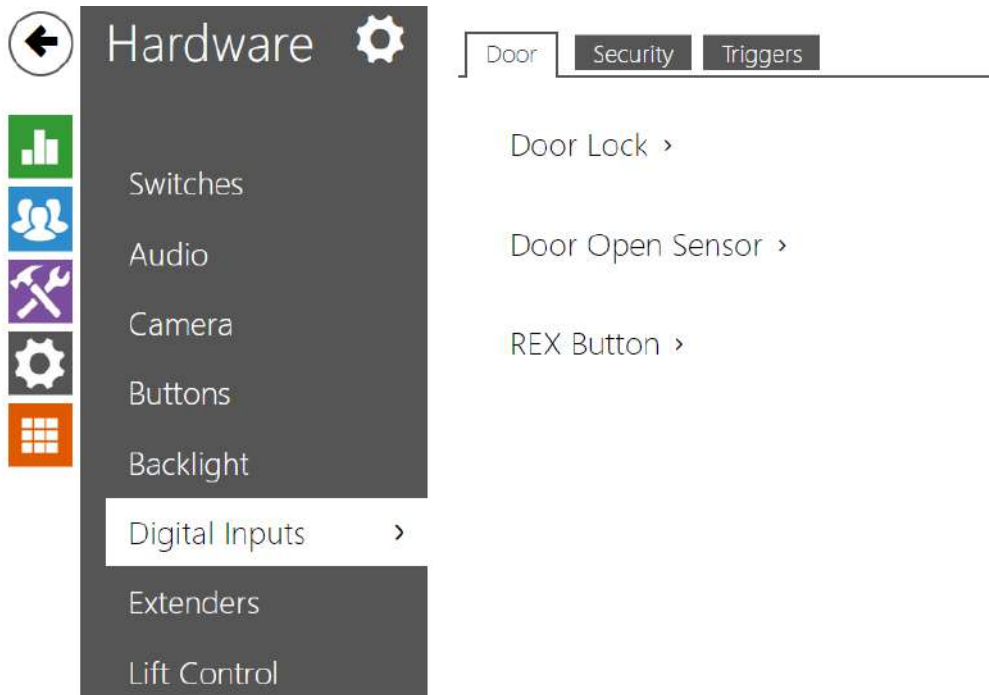 Hardware
Switches
Audio
Camera
Buttons
Backlight
Digital Inputs ›
Extenders
Lift Control
Door Security Triggers
Door Lock ›
Door Open Sensor ›
REX Button ›